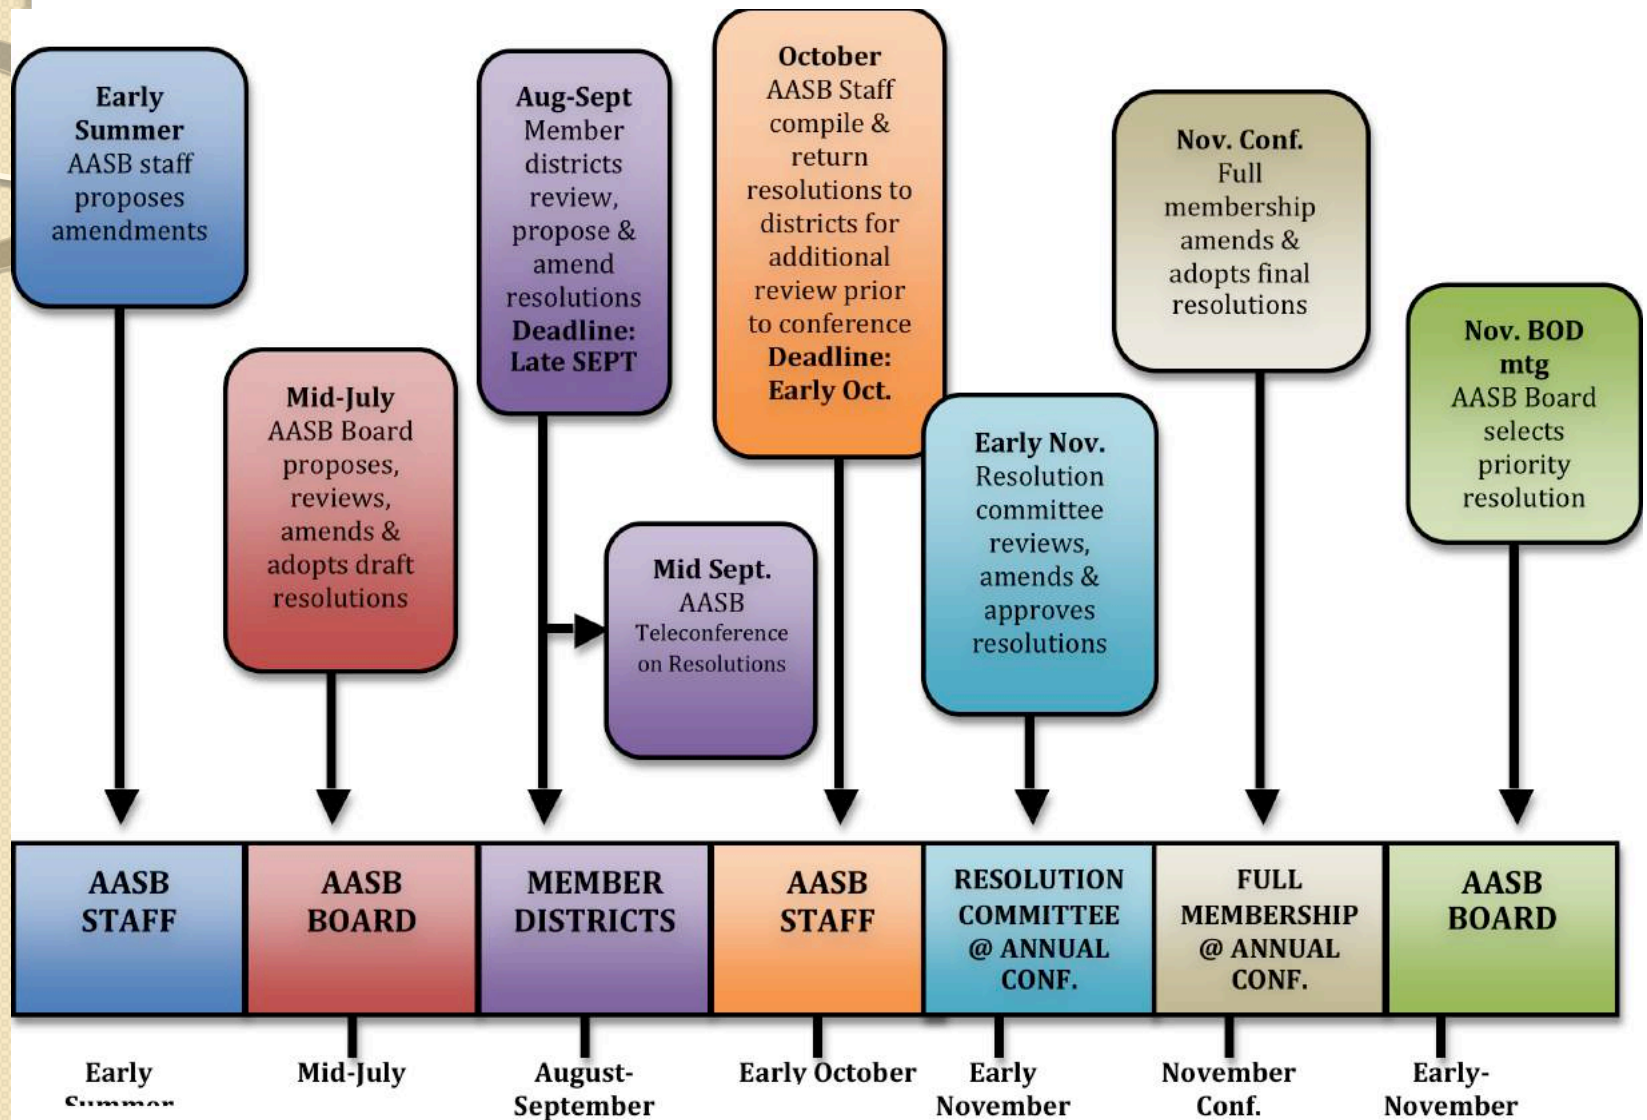 Early
Summer
AASB staff
proposes
amendments
Mid-July
AASB Board
proposes,
reviews,
amends &
adopts draft
resolutions
Aug-Sept
Member
districts
review,
propose &
amend
resolutions
Deadline:
Late SEPT
Mid Sept.
AASB
Teleconference
on Resolutions
October
AASB Staff
compile &
return
resolutions to
districts for
additional
review prior
to conference
Deadline:
Early Oct.
Early Nov.
Resolution
committee
reviews,
amends &
approves
resolutions
Nov. Conf.
Full
membership
amends &
adopts final
resolutions
Nov. BOD
mtg
AASB Board
selects
priority
resolution
AASB
STAFF
AASB
BOARD
MEMBER
DISTRICTS
AASB
STAFF
RESOLUTION
COMMITTEE
@ ANNUAL
CONF.
FULL
MEMBERSHIP
@ ANNUAL
CONF.
AASB
BOARD
Early
Summer
Mid-July
August-
September
Early October
Early
November
November
Conf.
Early-
November